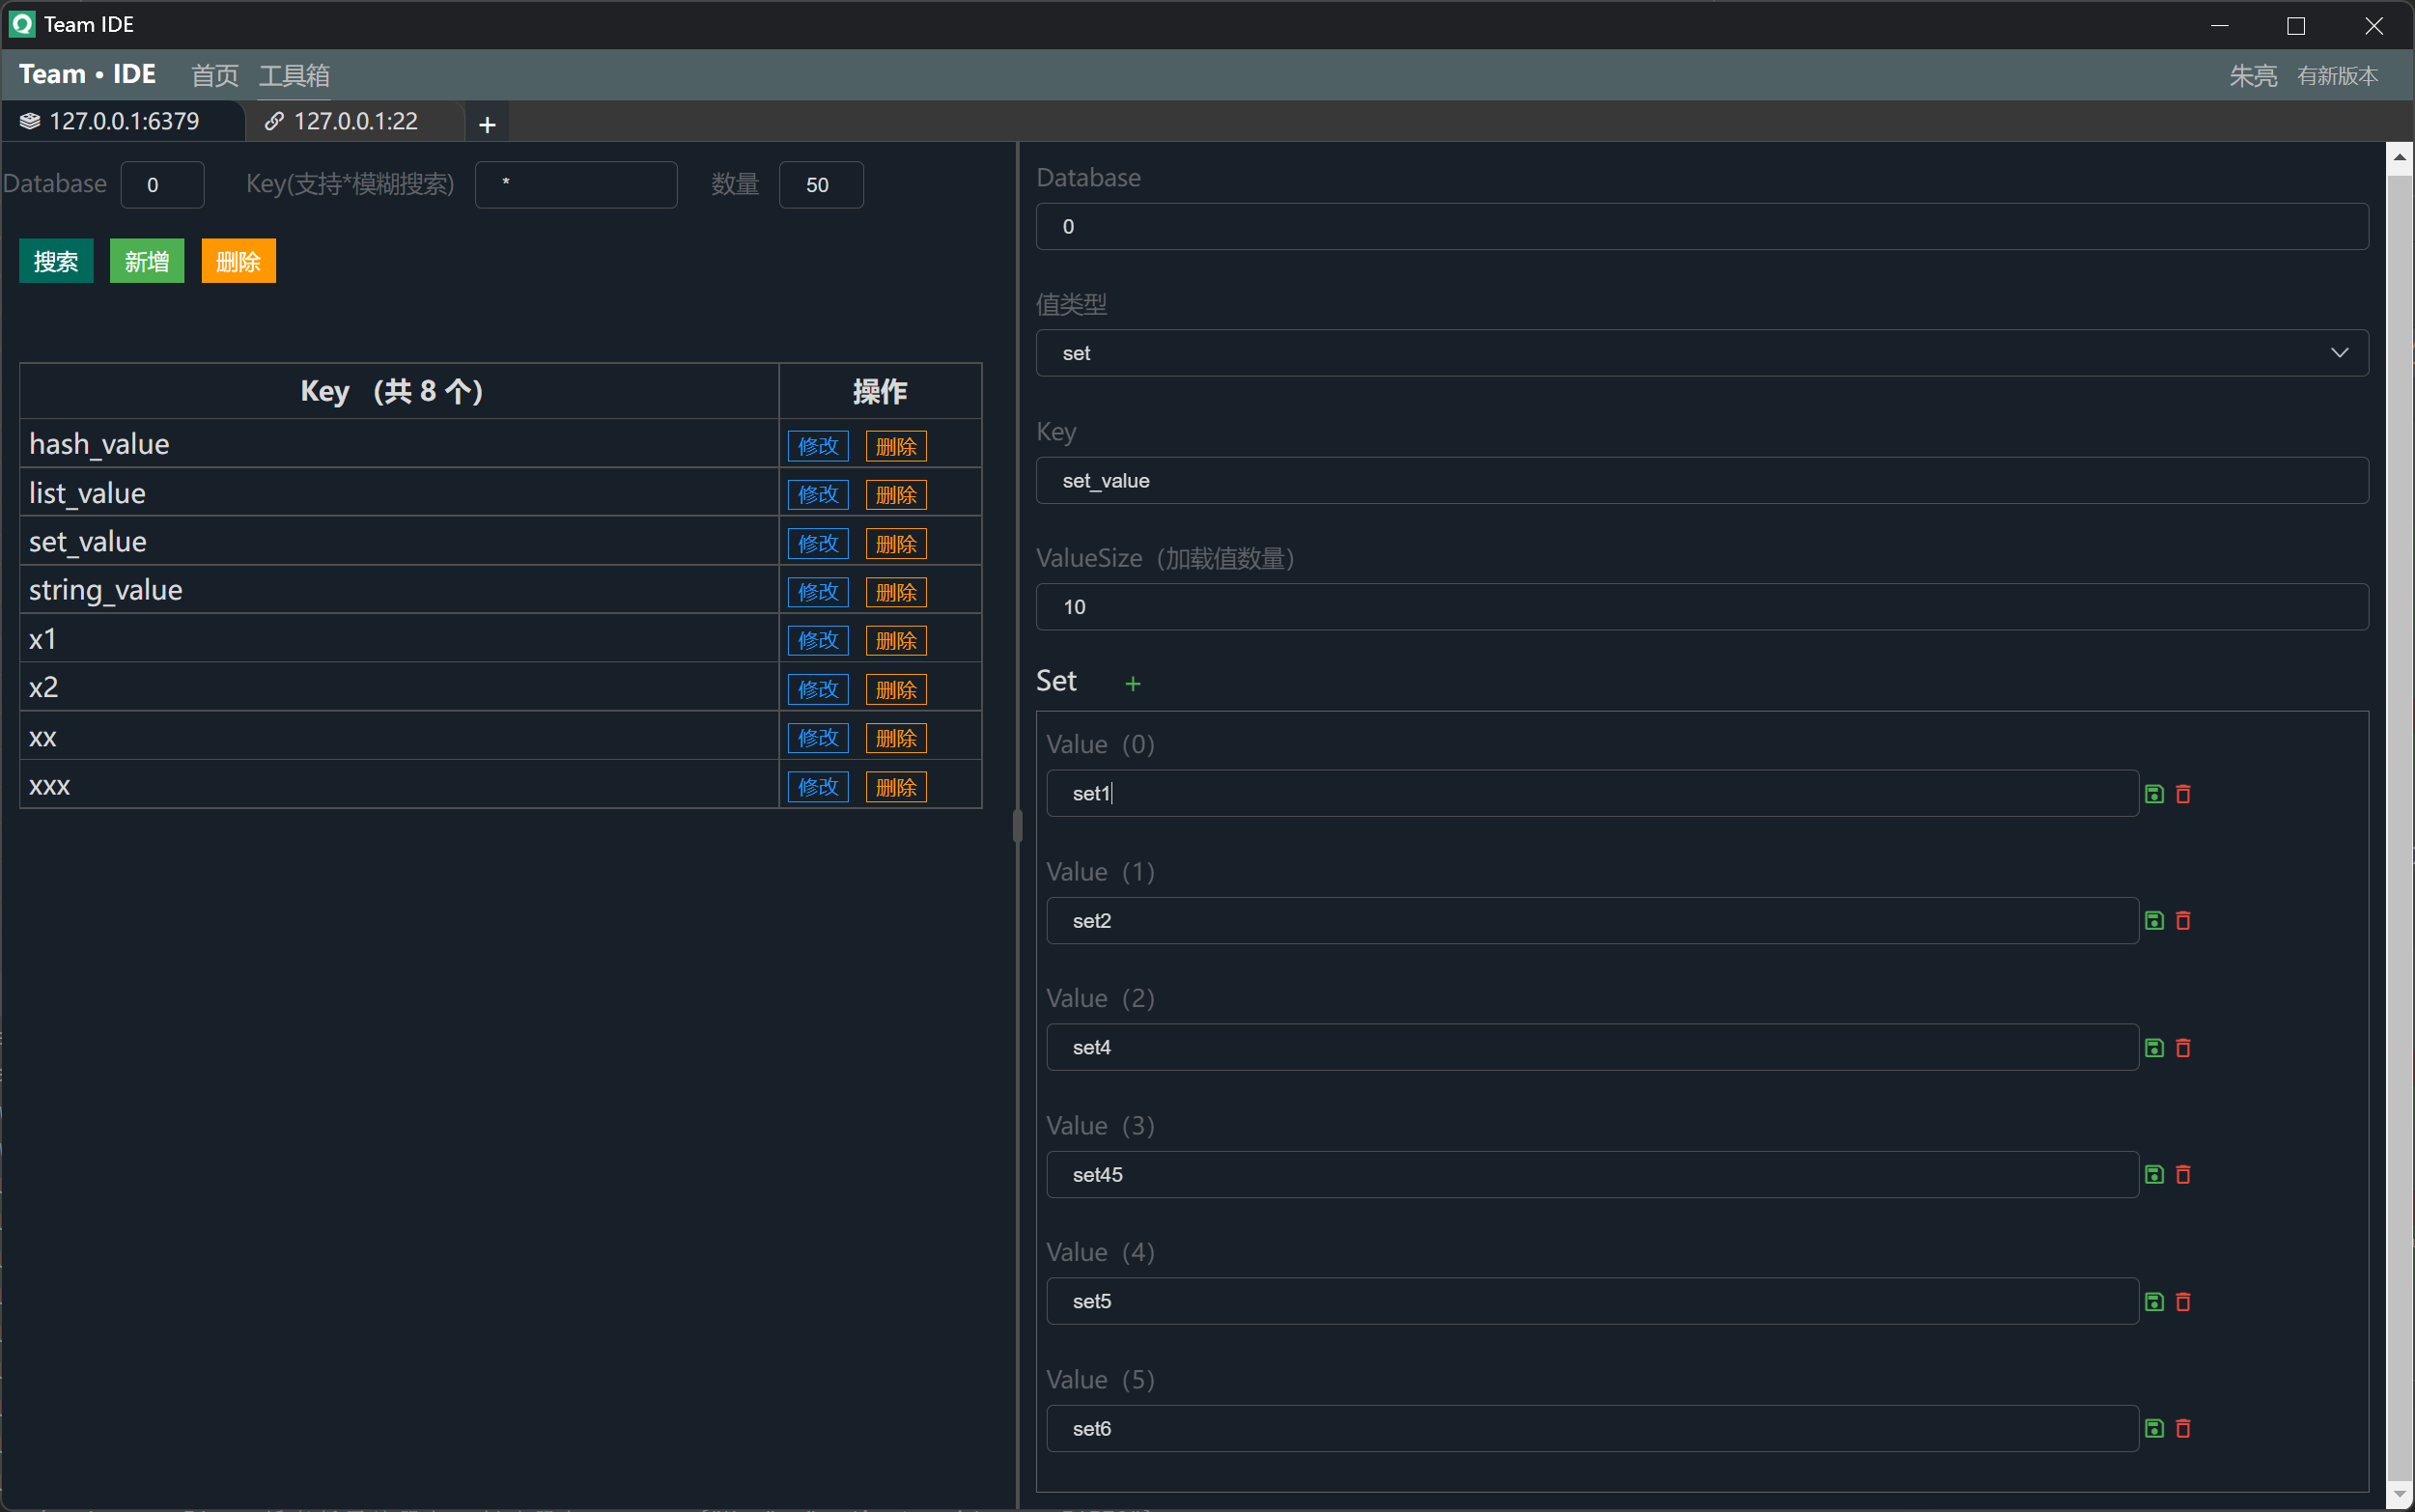 Team IDE
Team • IDE 首页 工具箱 朱亮 有新版本
127.0.0.1:6379 127.0.0.1:22 +
Database 0 Key(支持*模糊搜索) * 数量 50
搜索 新增 删除
Key （共 8 个） 操作
hash_value 修改 删除
list_value 修改 删除
set_value 修改 删除
string_value 修改 删除
x1 修改 删除
x2 修改 删除
xx 修改 删除
xxx 修改 删除
Database
0
值类型
set
Key
set_value
ValueSize（加载值数量）
10
Set +
Value（0）
set1
Value（1）
set2
Value（2）
set4
Value（3）
set45
Value（4）
set5
Value（5）
set6